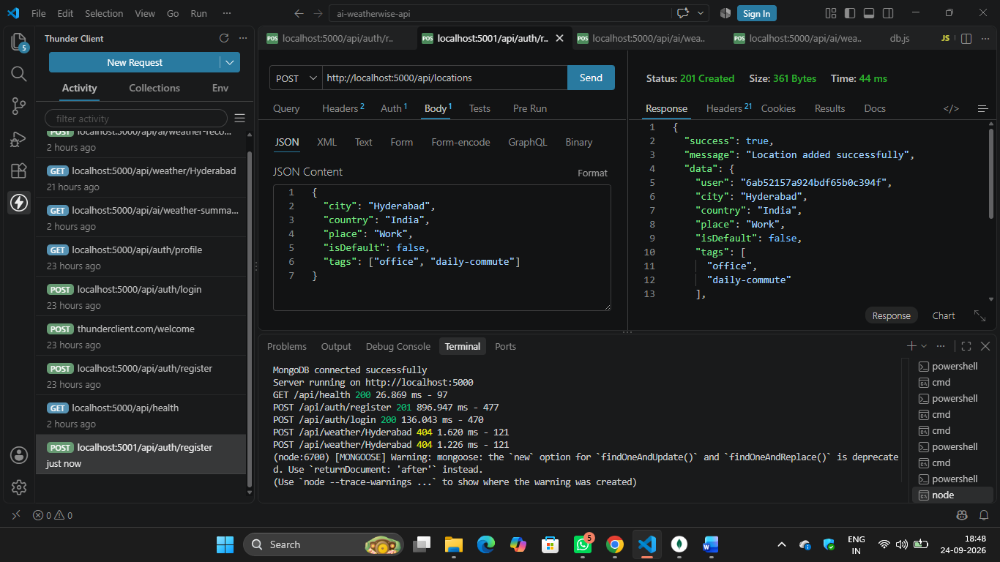 File Edit Selection View Go Run ···
ai-weatherwise-api
Sign In
5
Thunder Client
New Request
Activity Collections Env
filter activity
POST localhost:5000/api/ai/weather-reco...
2 hours ago
GET localhost:5000/api/weather/Hyderabad
21 hours ago
GET localhost:5000/api/ai/weather-summa...
2 hours ago
GET localhost:5000/api/auth/profile
23 hours ago
POST localhost:5000/api/auth/login
23 hours ago
POST thunderclient.com/welcome
23 hours ago
POST localhost:5000/api/auth/register
23 hours ago
GET localhost:5000/api/health
2 hours ago
POST localhost:5001/api/auth/register
just now
POS localhost:5000/api/auth/r..
POS localhost:5001/api/auth/r..
POS localhost:5000/api/ai/wea..
POS localhost:5000/api/ai/wea..
db.js
JS
POST http://localhost:5000/api/locations Send
Query Headers 2 Auth 1 Body 1 Tests Pre Run
JSON XML Text Form Form-encode GraphQL Binary
JSON Content Format
1 {
2 "city": "Hyderabad",
3 "country": "India",
4 "place": "Work",
5 "isDefault": false,
6 "tags": ["office", "daily-commute"]
7 }
Status: 201 Created Size: 361 Bytes Time: 44 ms
Response Headers 21 Cookies Results Docs </>
1 {
2 "success": true,
3 "message": "Location added successfully",
4 "data": {
5 "user": "6ab52157a924bdf65b0c394f",
6 "city": "Hyderabad",
7 "country": "India",
8 "place": "Work",
9 "isDefault": false,
10 "tags": [
11 "office",
12 "daily-commute"
13 ],
Response Chart
Problems Output Debug Console Terminal Ports
MongoDB connected successfully
Server running on http://localhost:5000
GET /api/health 200 26.869 ms - 97
POST /api/auth/register 201 896.947 ms - 477
POST /api/auth/login 200 136.043 ms - 470
POST /api/weather/Hyderabad 404 1.620 ms - 121
POST /api/weather/Hyderabad 404 1.226 ms - 121
(node:6700) [MONGOOSE] Warning: mongoose: the `new` option for `findOneAndUpdate()` and `findOneAndReplace()` is deprecate
d. Use `returnDocument: 'after'` instead.
(Use `node --trace-warnings ...` to show where the warning was created)
powershell
cmd
powershell
cmd
cmd
powershell
cmd
powershell
node
0 0
Search
5
ENG
IN
18:48
24-09-2026